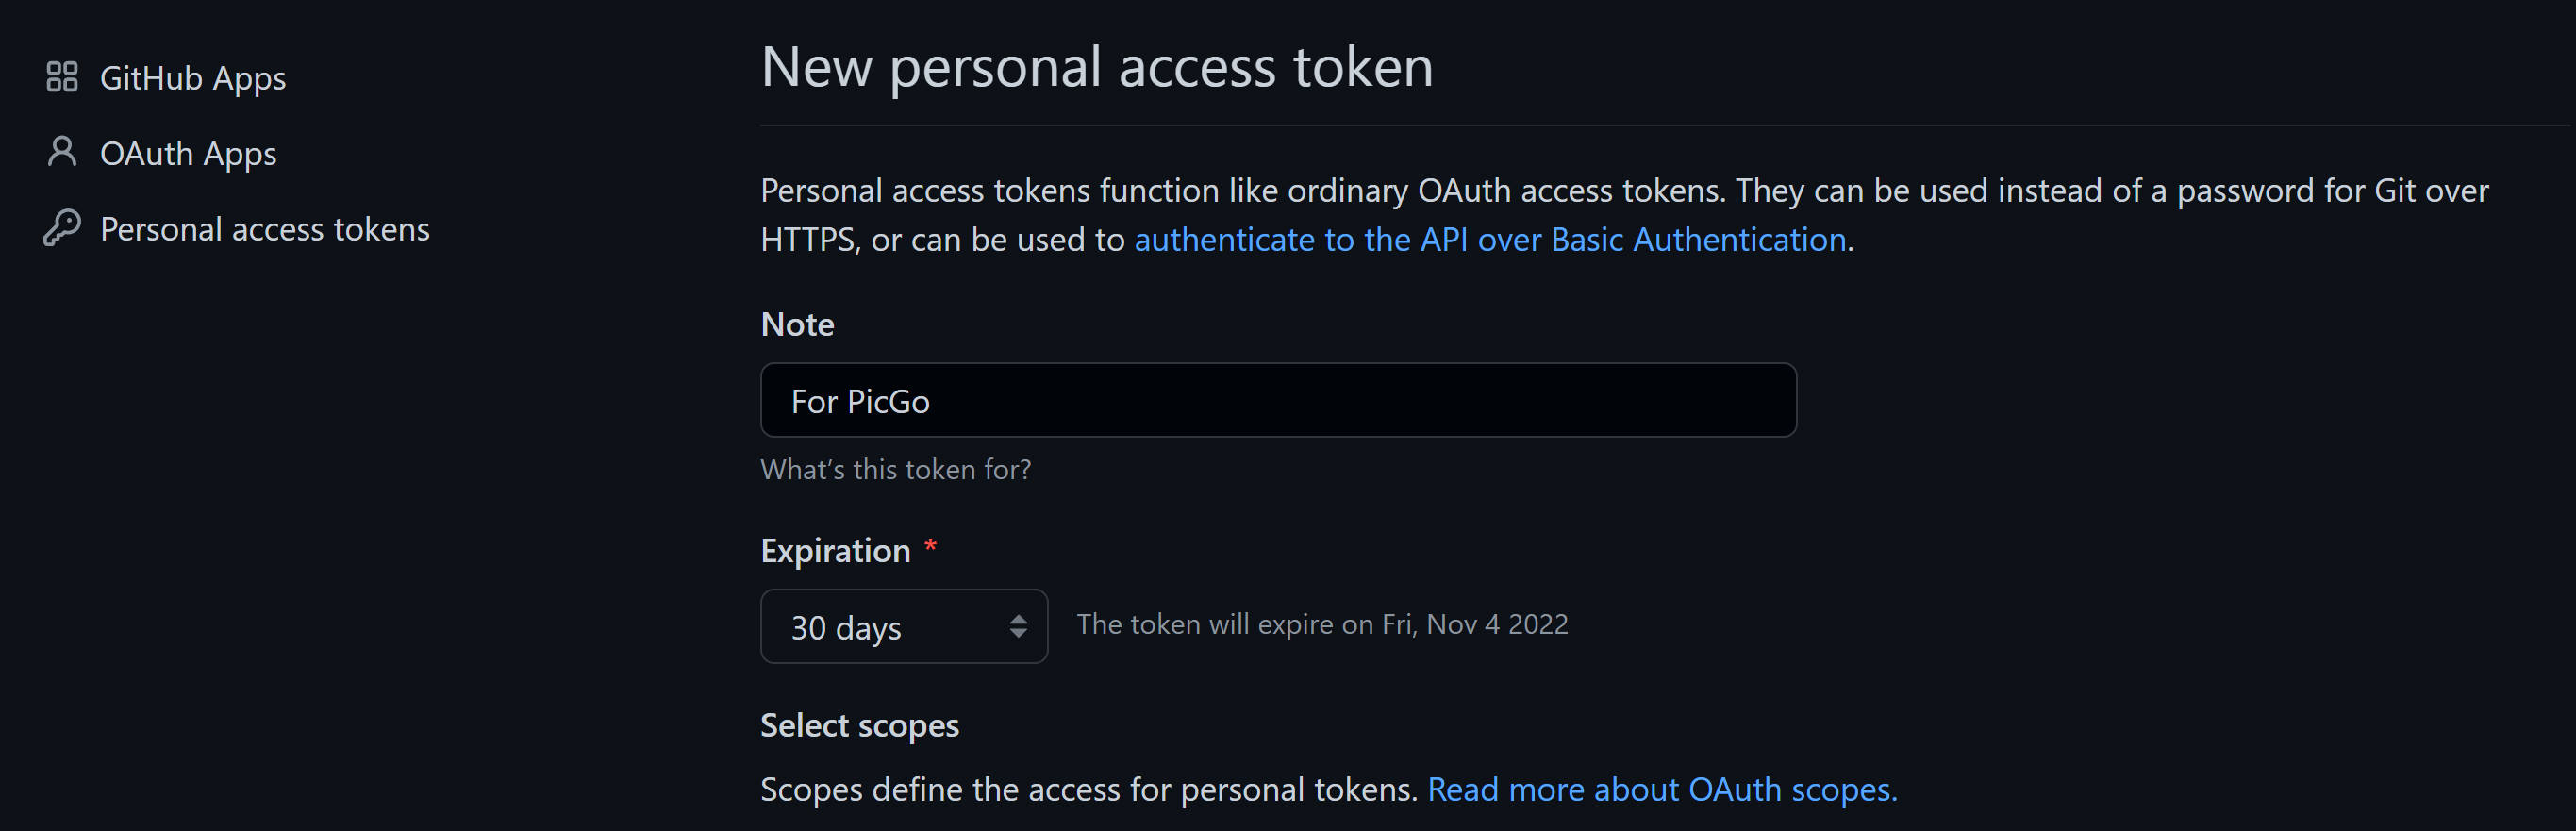 GitHub Apps
OAuth Apps
Personal access tokens
New personal access token
Personal access tokens function like ordinary OAuth access tokens. They can be used instead of a password for Git over
HTTPS, or can be used to authenticate to the API over Basic Authentication.
Note
For PicGo
What’s this token for?
Expiration *
30 days
The token will expire on Fri, Nov 4 2022
Select scopes
Scopes define the access for personal tokens. Read more about OAuth scopes.